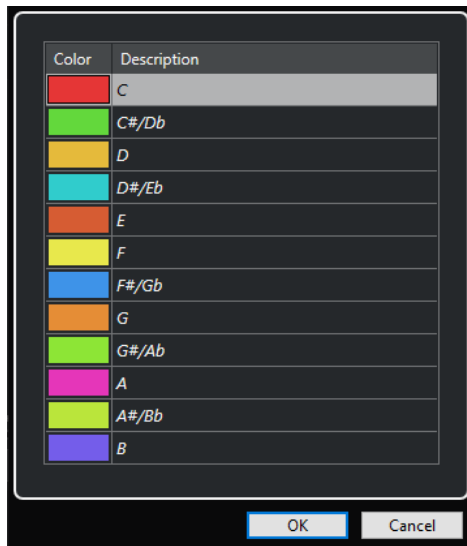 Color Description
C
C#/Db
D
D#/Eb
E
F
F#/Gb
G
G#/Ab
A
A#/Bb
B
OK Cancel